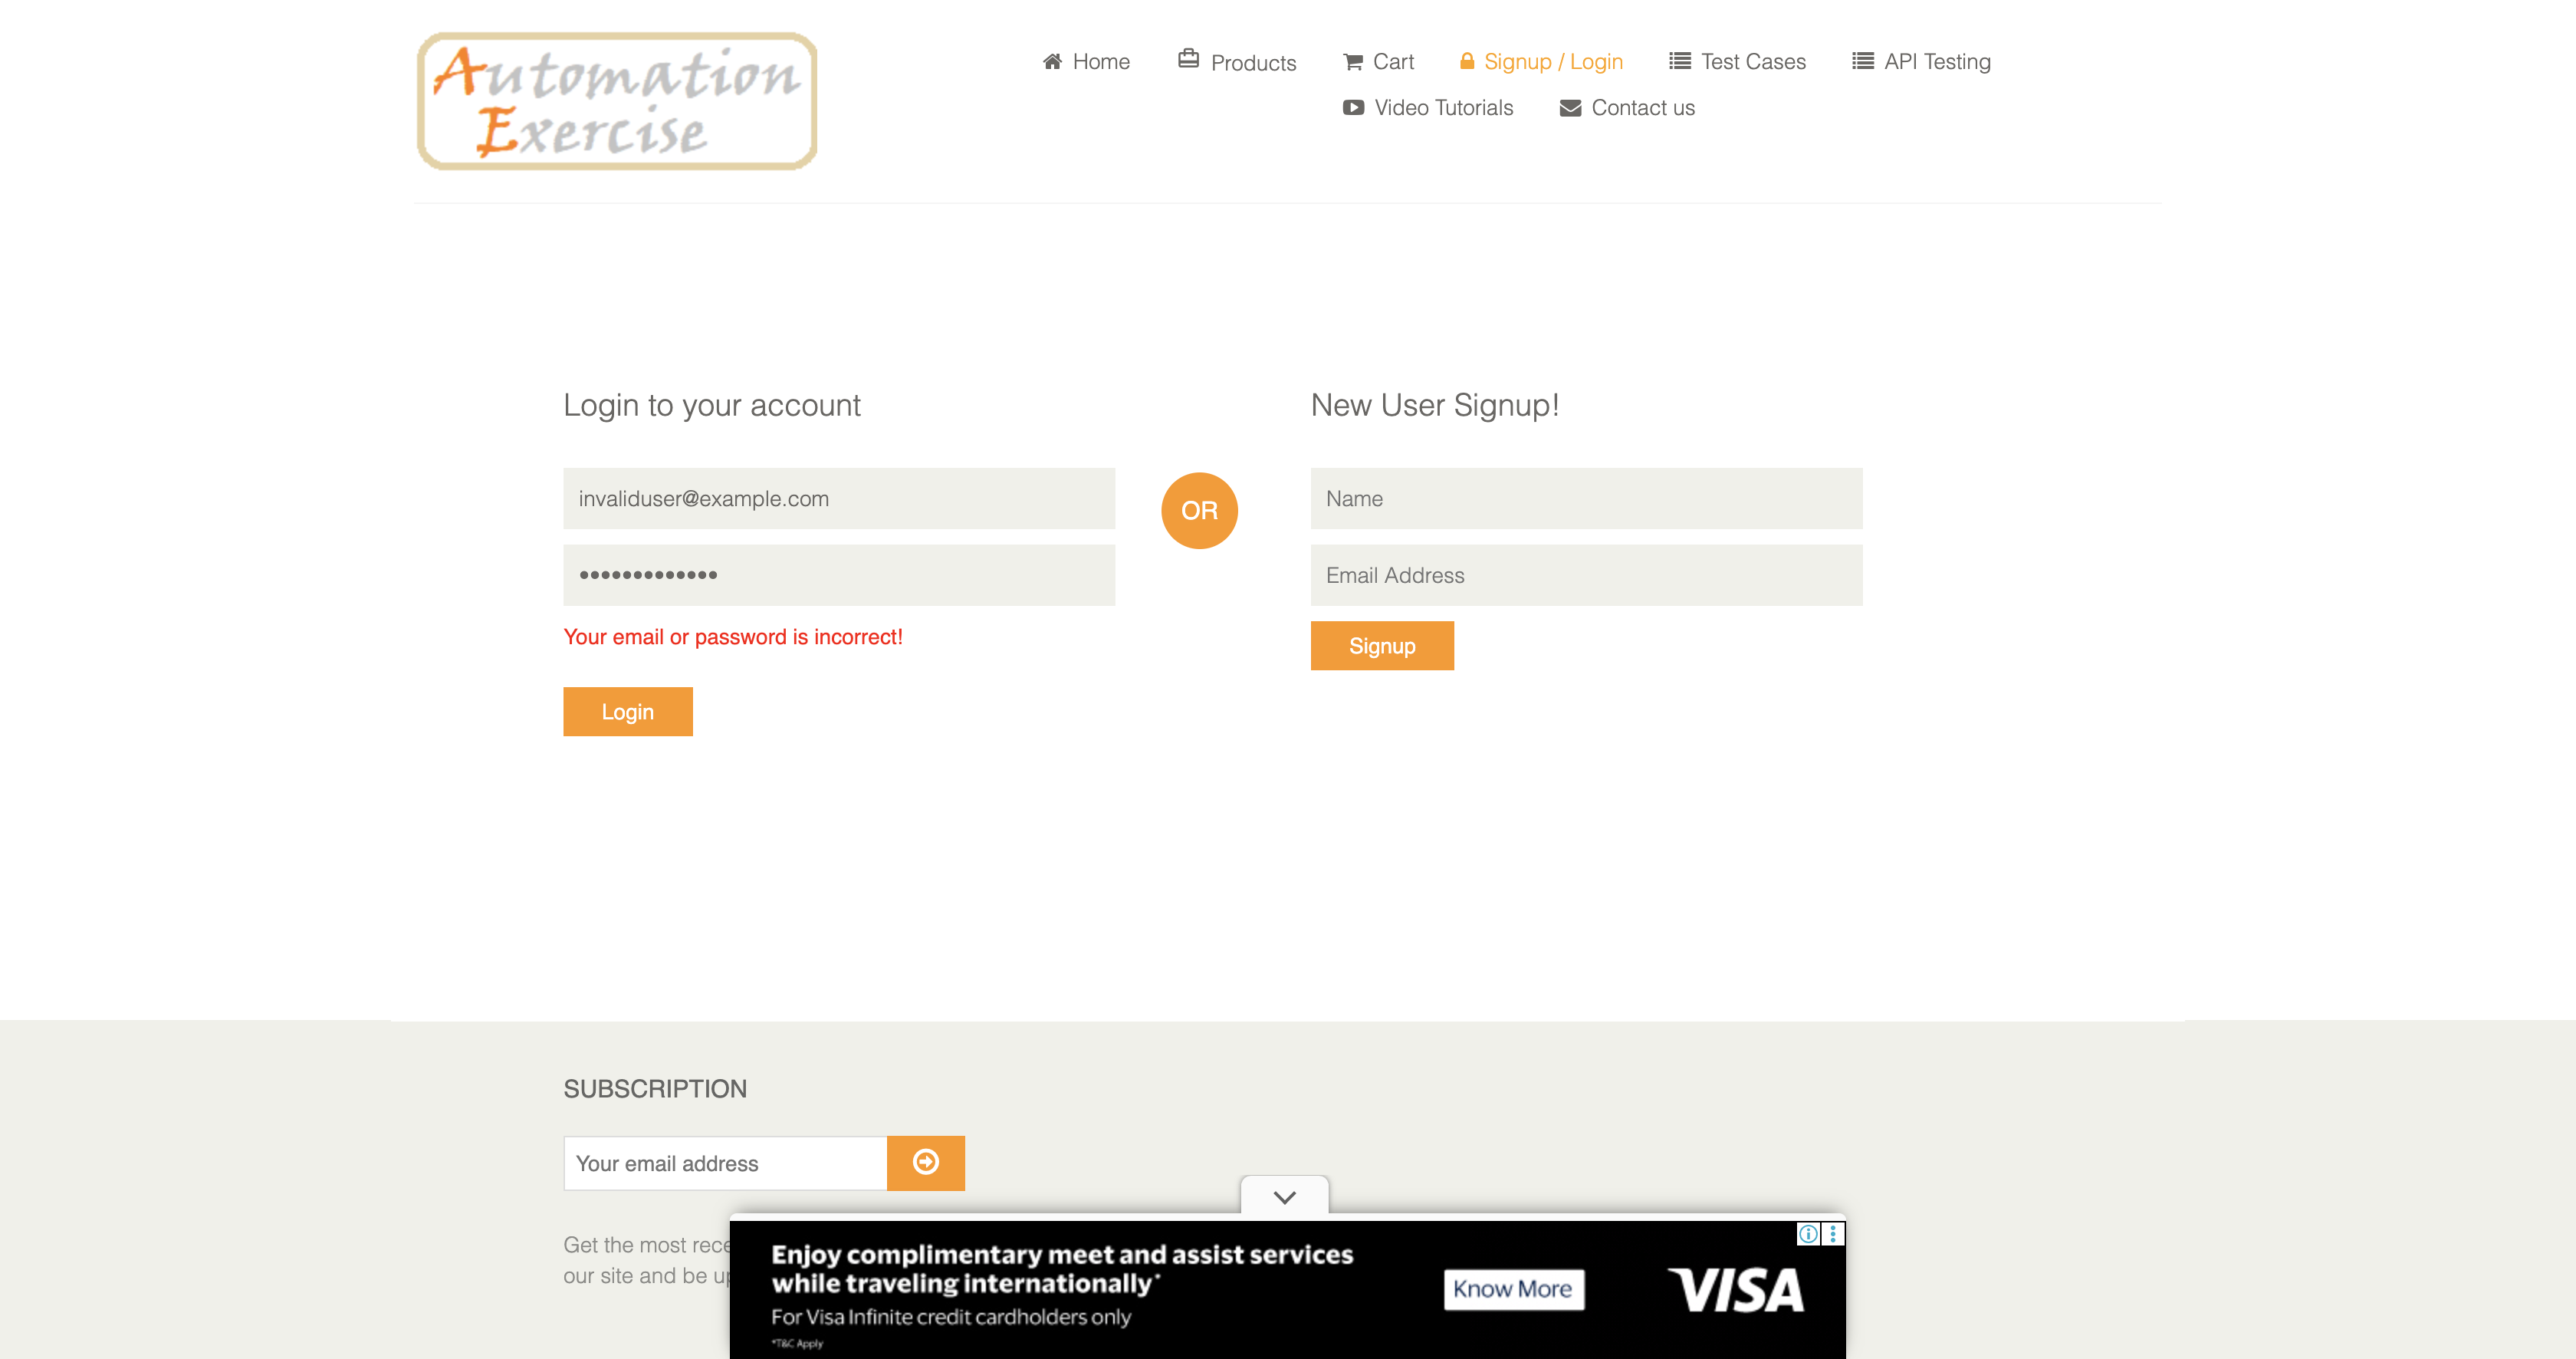 Automation
Exercise
Home
Products
Cart
Signup / Login
Test Cases
API Testing
Video Tutorials
Contact us
Login to your account
invaliduser@example.com
•••••••••••••
Your email or password is incorrect!
Login
OR
New User Signup!
Name
Email Address
Signup
SUBSCRIPTION
Your email address
Get the most rece
our site and be up
Enjoy complimentary meet and assist services
while traveling internationally*
For Visa Infinite credit cardholders only
*T&C Apply
Know More
VISA